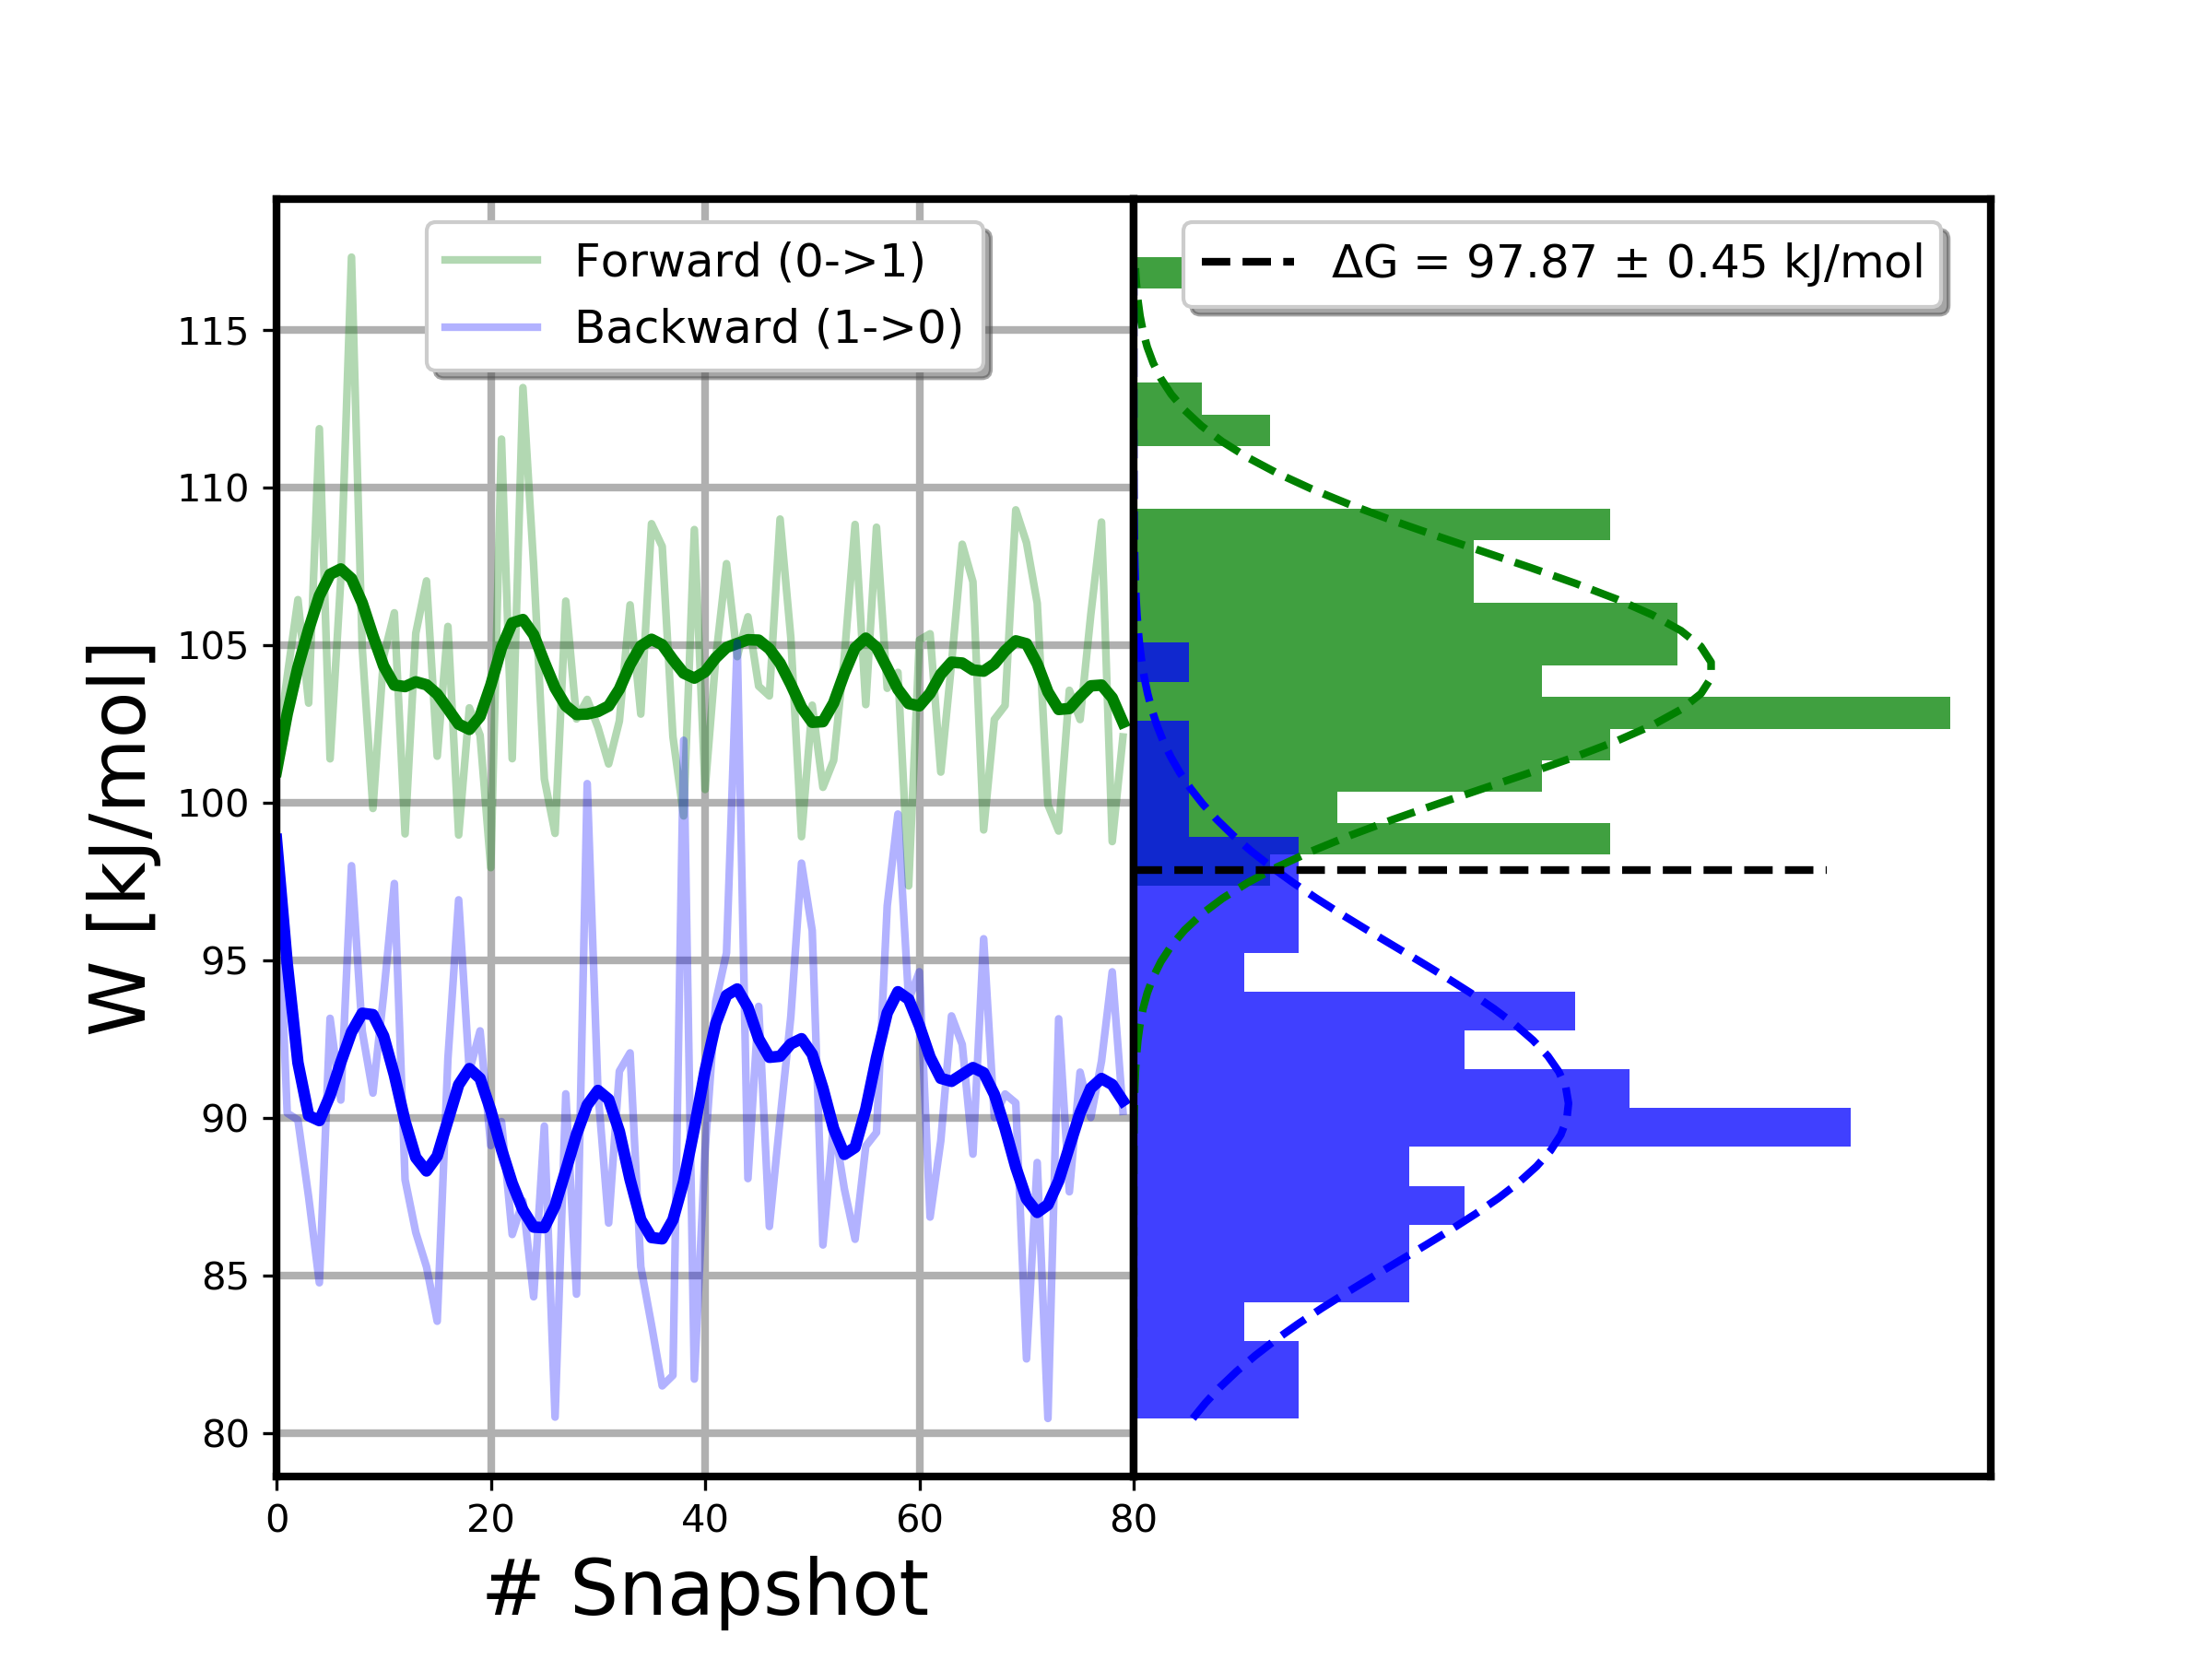 Forward (0->1)
Backward (1->0)
ΔG = 97.87 ± 0.45 kJ/mol
W [kJ/mol]
115
110
105
100
95
90
85
80
0 20 40 60 80
# Snapshot